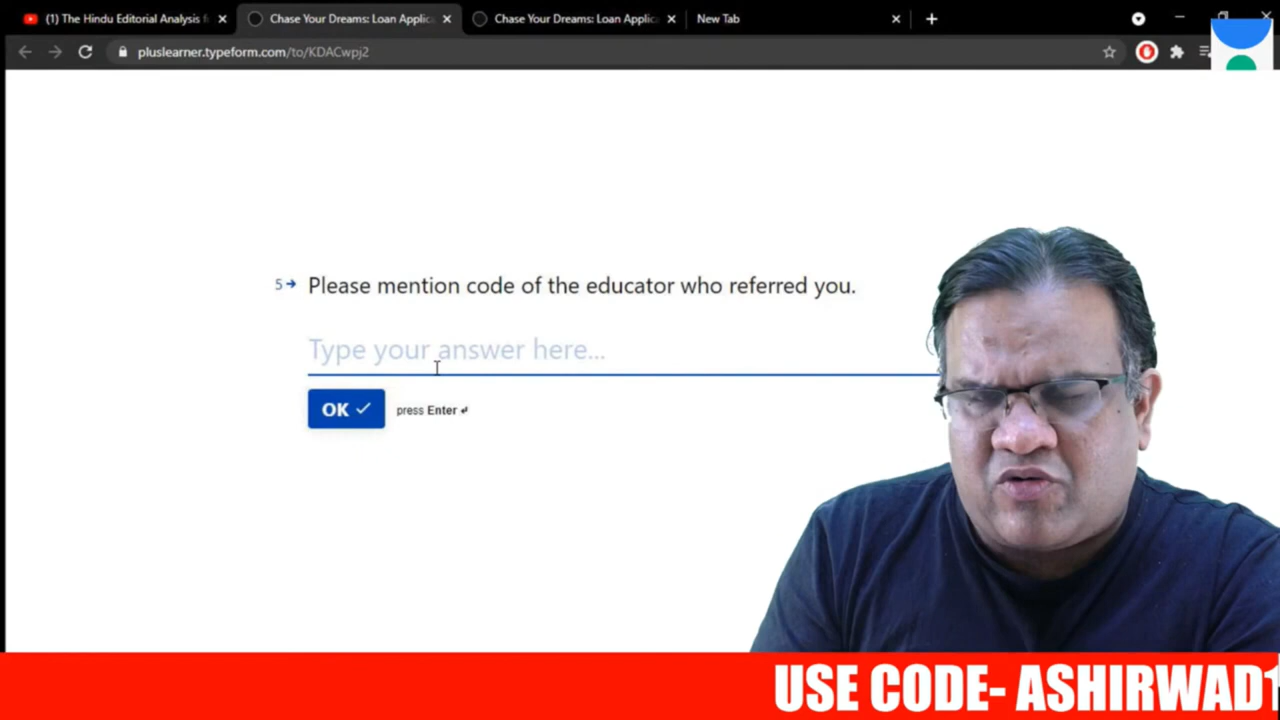 (1) The Hindu Editorial Analysis f
Chase Your Dreams: Loan Applica
Chase Your Dreams: Loan Applic
New Tab
pluslearner.typeform.com/to/KDACwpj2
5 Please mention code of the educator who referred you.
Type your answer here...
OK press Enter
USE CODE- ASHIRWAD1